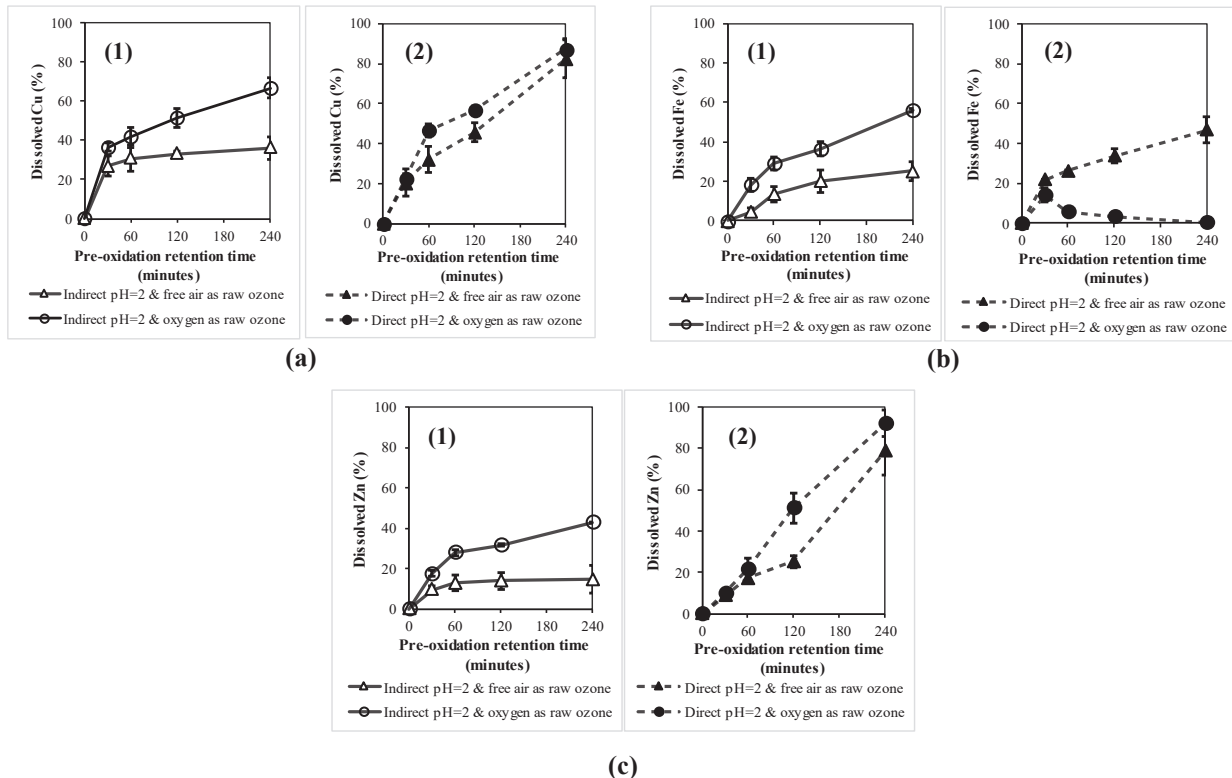 (1)
Dissolved Cu (%)
100
80
60
40
20
0
0 60 120 180 240
Pre-oxidation retention time
(minutes)
Indirect pH=2 & free air as raw ozone
Indirect pH=2 & oxygen as raw ozone
(2)
Dissolved Cu (%)
100
80
60
40
20
0
0 60 120 180 240
Pre-oxidation retention time
(minutes)
Direct pH=2 & free air as raw ozone
Direct pH=2 & oxygen as raw ozone
(a)
(1)
Dissolved Fe (%)
100
80
60
40
20
0
0 60 120 180 240
Pre-oxidation retention time
(minutes)
Indirect pH=2 & free air as raw ozone
Indirect pH=2 & oxygen as raw ozone
(2)
Dissolved Fe (%)
100
80
60
40
20
0
0 60 120 180 240
Pre-oxidation retention time
(minutes)
Direct pH=2 & free air as raw ozone
Direct pH=2 & oxygen as raw ozone
(b)
(1)
Dissolved Zn (%)
100
80
60
40
20
0
0 60 120 180 240
Pre-oxidation retention time
(minutes)
Indirect pH=2 & free air as raw ozone
Indirect pH=2 & oxygen as raw ozone
(2)
Dissolved Zn (%)
100
80
60
40
20
0
0 60 120 180 240
Pre-oxidation retention time
(minutes)
Direct pH=2 & free air as raw ozone
Direct pH=2 & oxygen as raw ozone
(c)